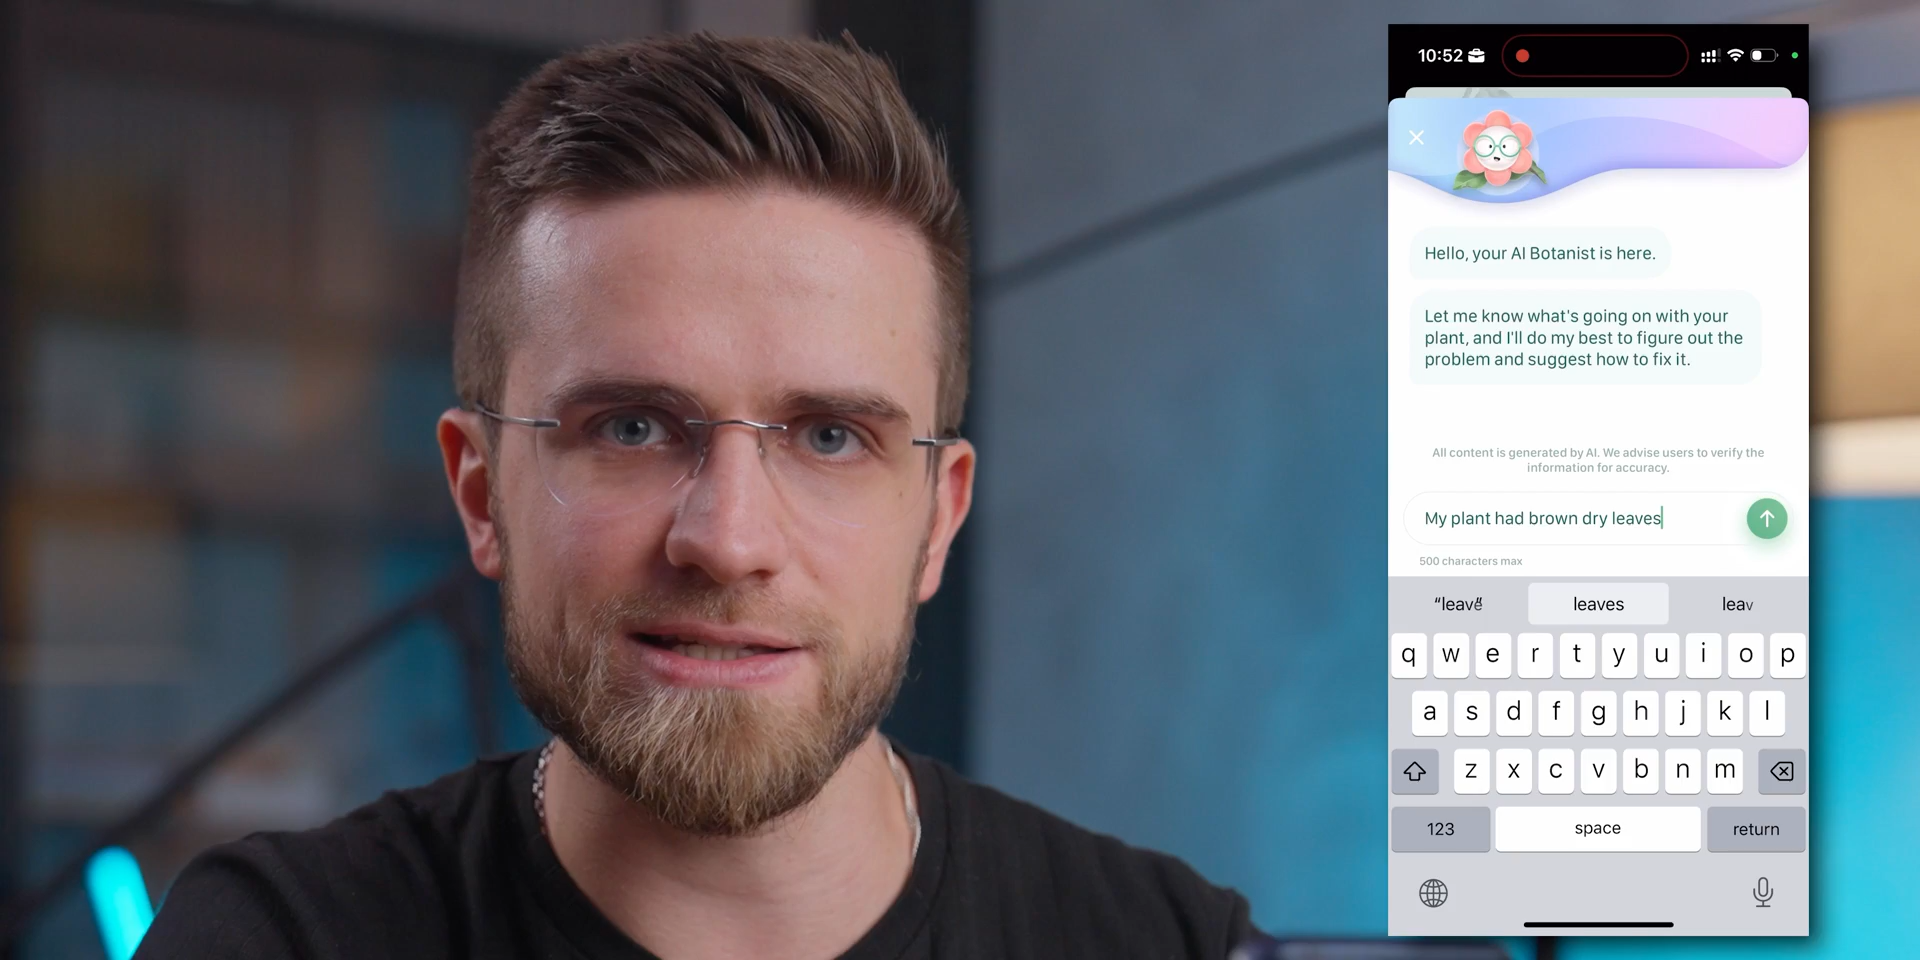 10:52
Hello, your AI Botanist is here.
Let me know what's going on with your
plant, and I'll do my best to figure out the
problem and suggest how to fix it.
All content is generated by AI. We advise users to verify the
information for accuracy.
My plant had brown dry leaves
500 characters max
leaves
q w e r t y u i o p
a s d f g h j k l
z x c v b n m
123 space return